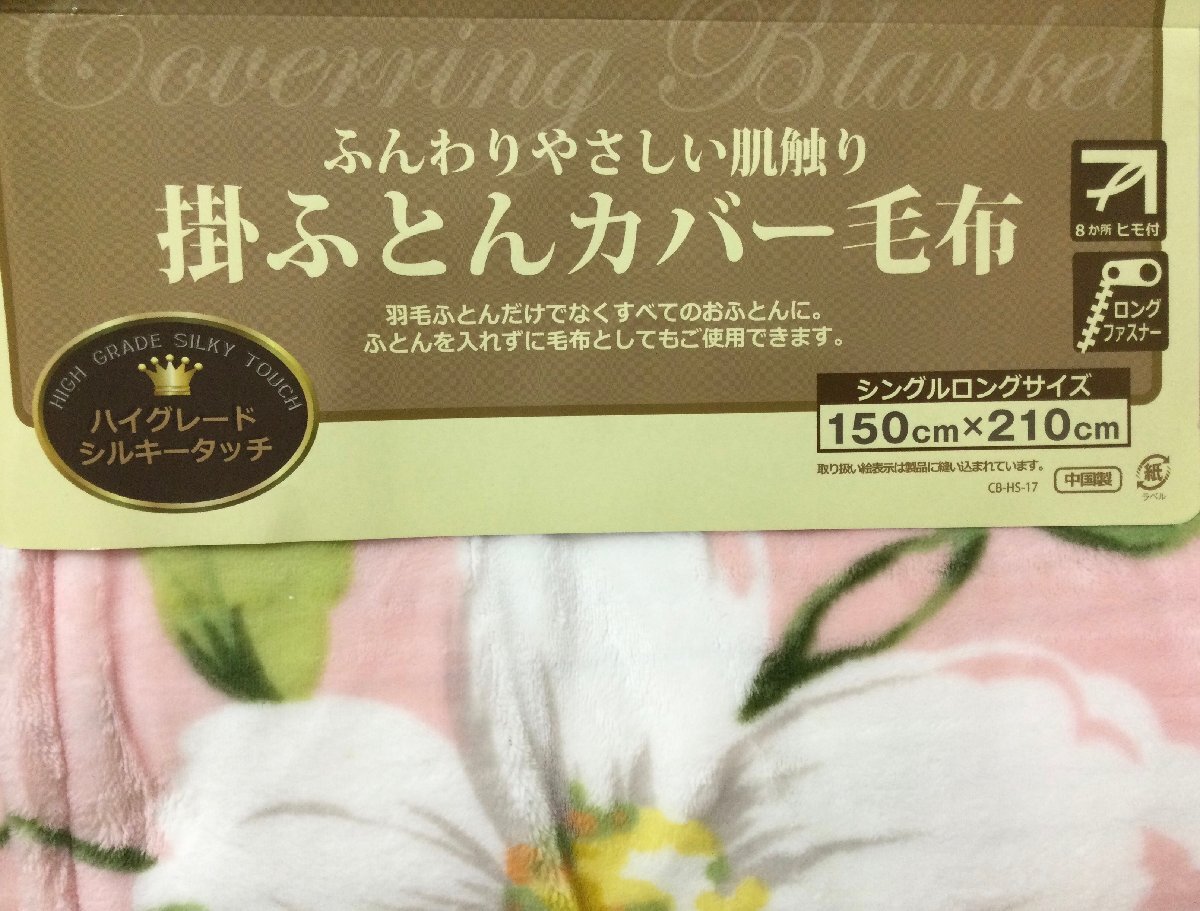 Coverring Blanket
ふんわりやさしい肌触り
掛ふとんカバー毛布
羽毛ふとんだけでなくすべてのおふとんに。
ふとんを入れずに毛布としてもご使用できます。
8か所 ヒモ付
ロング
ファスナー
HIGH GRADE SILKY TOUCH
ハイグレード
シルキータッチ
シングルロングサイズ
150cm×210cm
取り扱い絵表示は製品に縫い込まれています。
CB-HS-17
中国製
紙
ラベル